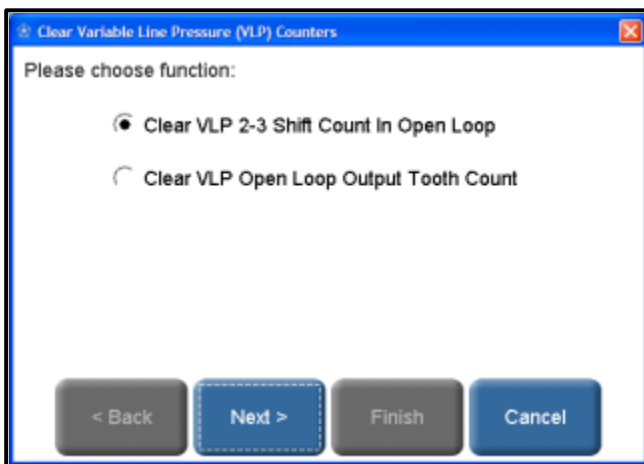 Clear Variable Line Pressure (VLP) Counters
Please choose function:
Clear VLP 2-3 Shift Count In Open Loop
Clear VLP Open Loop Output Tooth Count
< Back Next > Finish Cancel